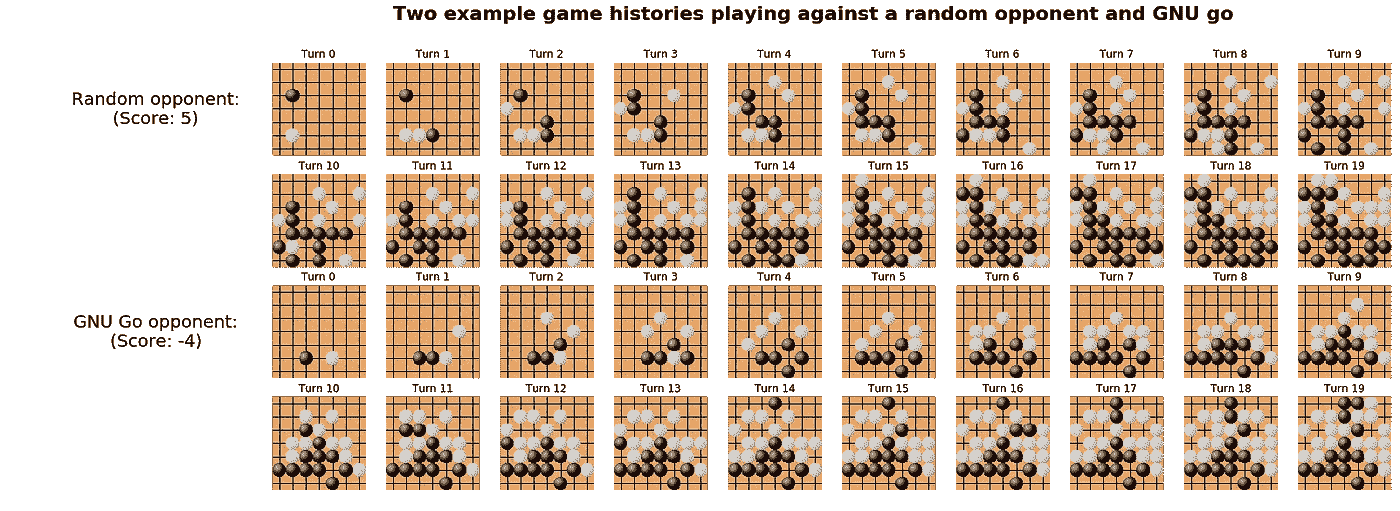 Two example game histories playing against a random opponent and GNU go
Turn 0 Turn 1 Turn 2 Turn 3 Turn 4 Turn 5 Turn 6 Turn 7 Turn 8 Turn 9
Random opponent:
(Score: 5)
Turn 10 Turn 11 Turn 12 Turn 13 Turn 14 Turn 15 Turn 16 Turn 17 Turn 18 Turn 19
Turn 0 Turn 1 Turn 2 Turn 3 Turn 4 Turn 5 Turn 6 Turn 7 Turn 8 Turn 9
GNU Go opponent:
(Score: -4)
Turn 10 Turn 11 Turn 12 Turn 13 Turn 14 Turn 15 Turn 16 Turn 17 Turn 18 Turn 19